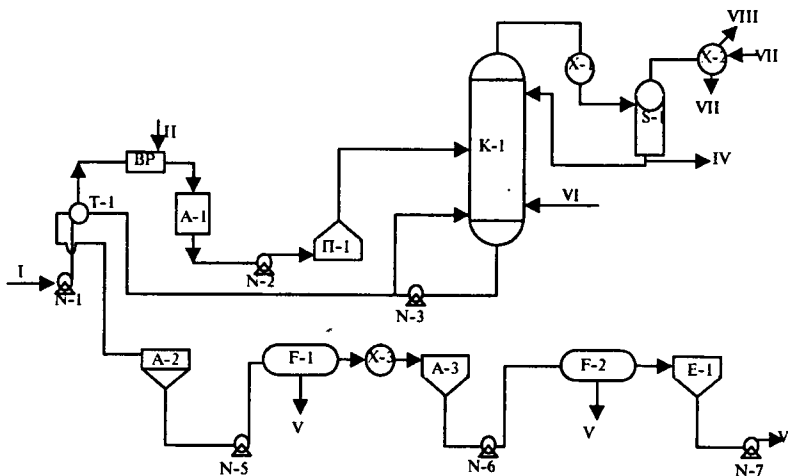 VIII
X-1
X-2
VII
VII
S-1
II
BP
K-1
IV
T-1
A-1
VI
П-1
I
N-2
N-1
N-3
A-2
F-1
X-3
A-3
F-2
E-1
V
V
V
N-5
N-6
N-7